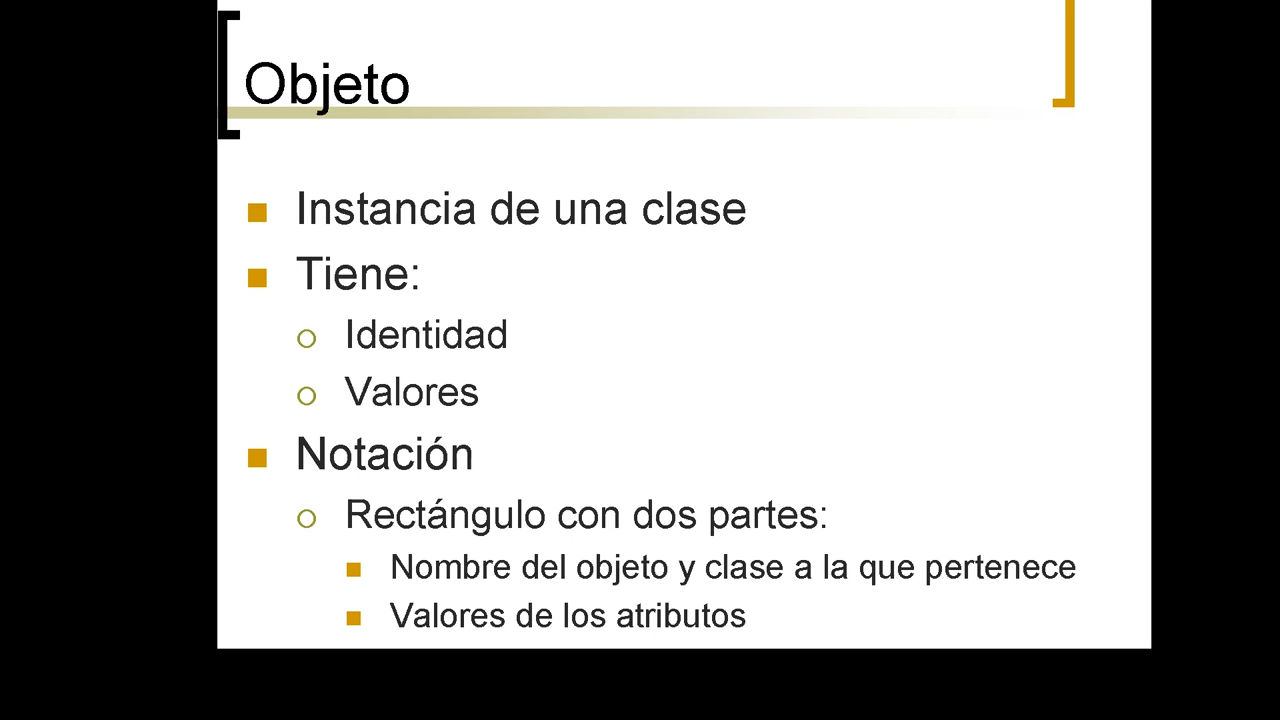 Objeto
Instancia de una clase
Tiene:
Identidad
Valores
Notación
Rectángulo con dos partes:
Nombre del objeto y clase a la que pertenece
Valores de los atributos